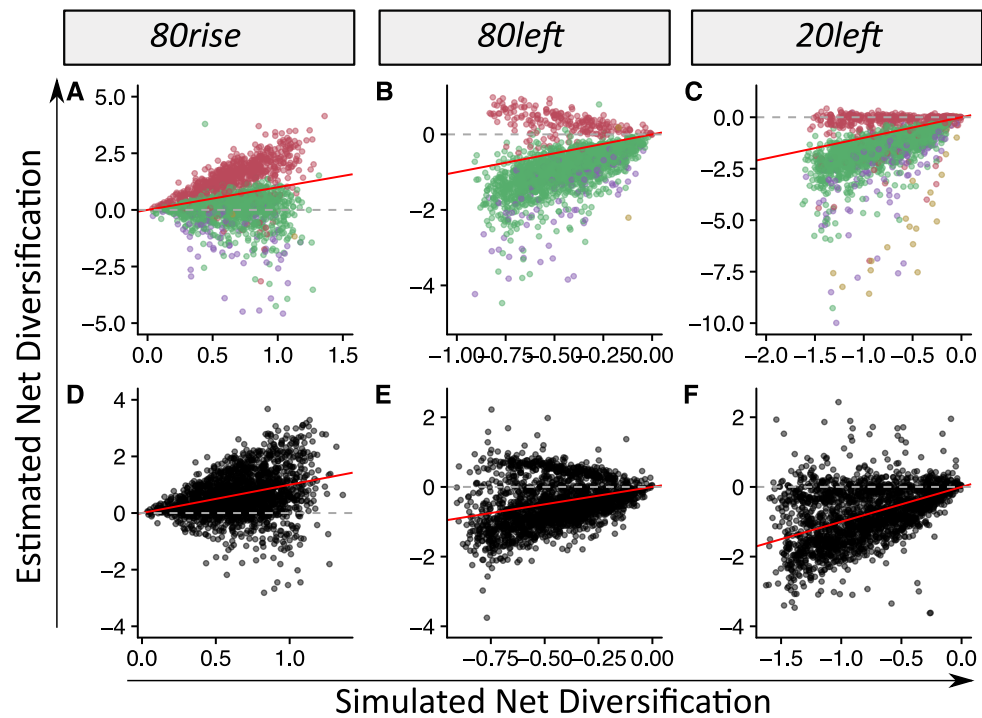 80rise 80left 20left
A B C
5.0 0 0.0
2.5 −2.5
0.0 −2 −5.0
−2.5 −4 −7.5
−5.0 −10.0
0.0 0.5 1.0 1.5 −1.00 −0.75 −0.50 −0.25 0.00 −2.0 −1.5 −1.0 −0.5 0.0
D E F
4 2 2
2 0 0
0 −2 −2
−2 −4 −4
−4
0.0 0.5 1.0 −0.75 −0.50 −0.25 0.00 −1.5 −1.0 −0.5 0.0
Estimated Net Diversification
Simulated Net Diversification